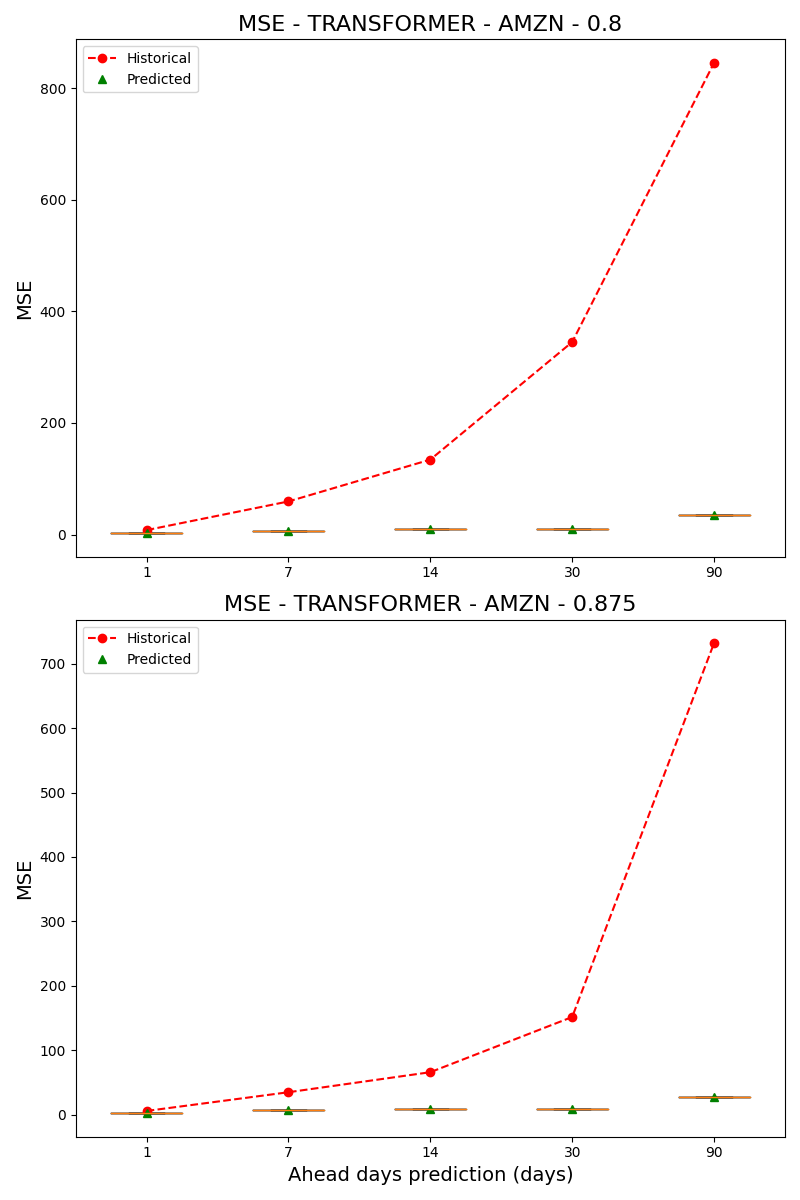 MSE - TRANSFORMER - AMZN - 0.8
Historical
Predicted
800
600
400
200
0
MSE
1 7 14 30 90
MSE - TRANSFORMER - AMZN - 0.875
Historical
Predicted
700
600
500
400
300
200
100
0
MSE
1 7 14 30 90
Ahead days prediction (days)